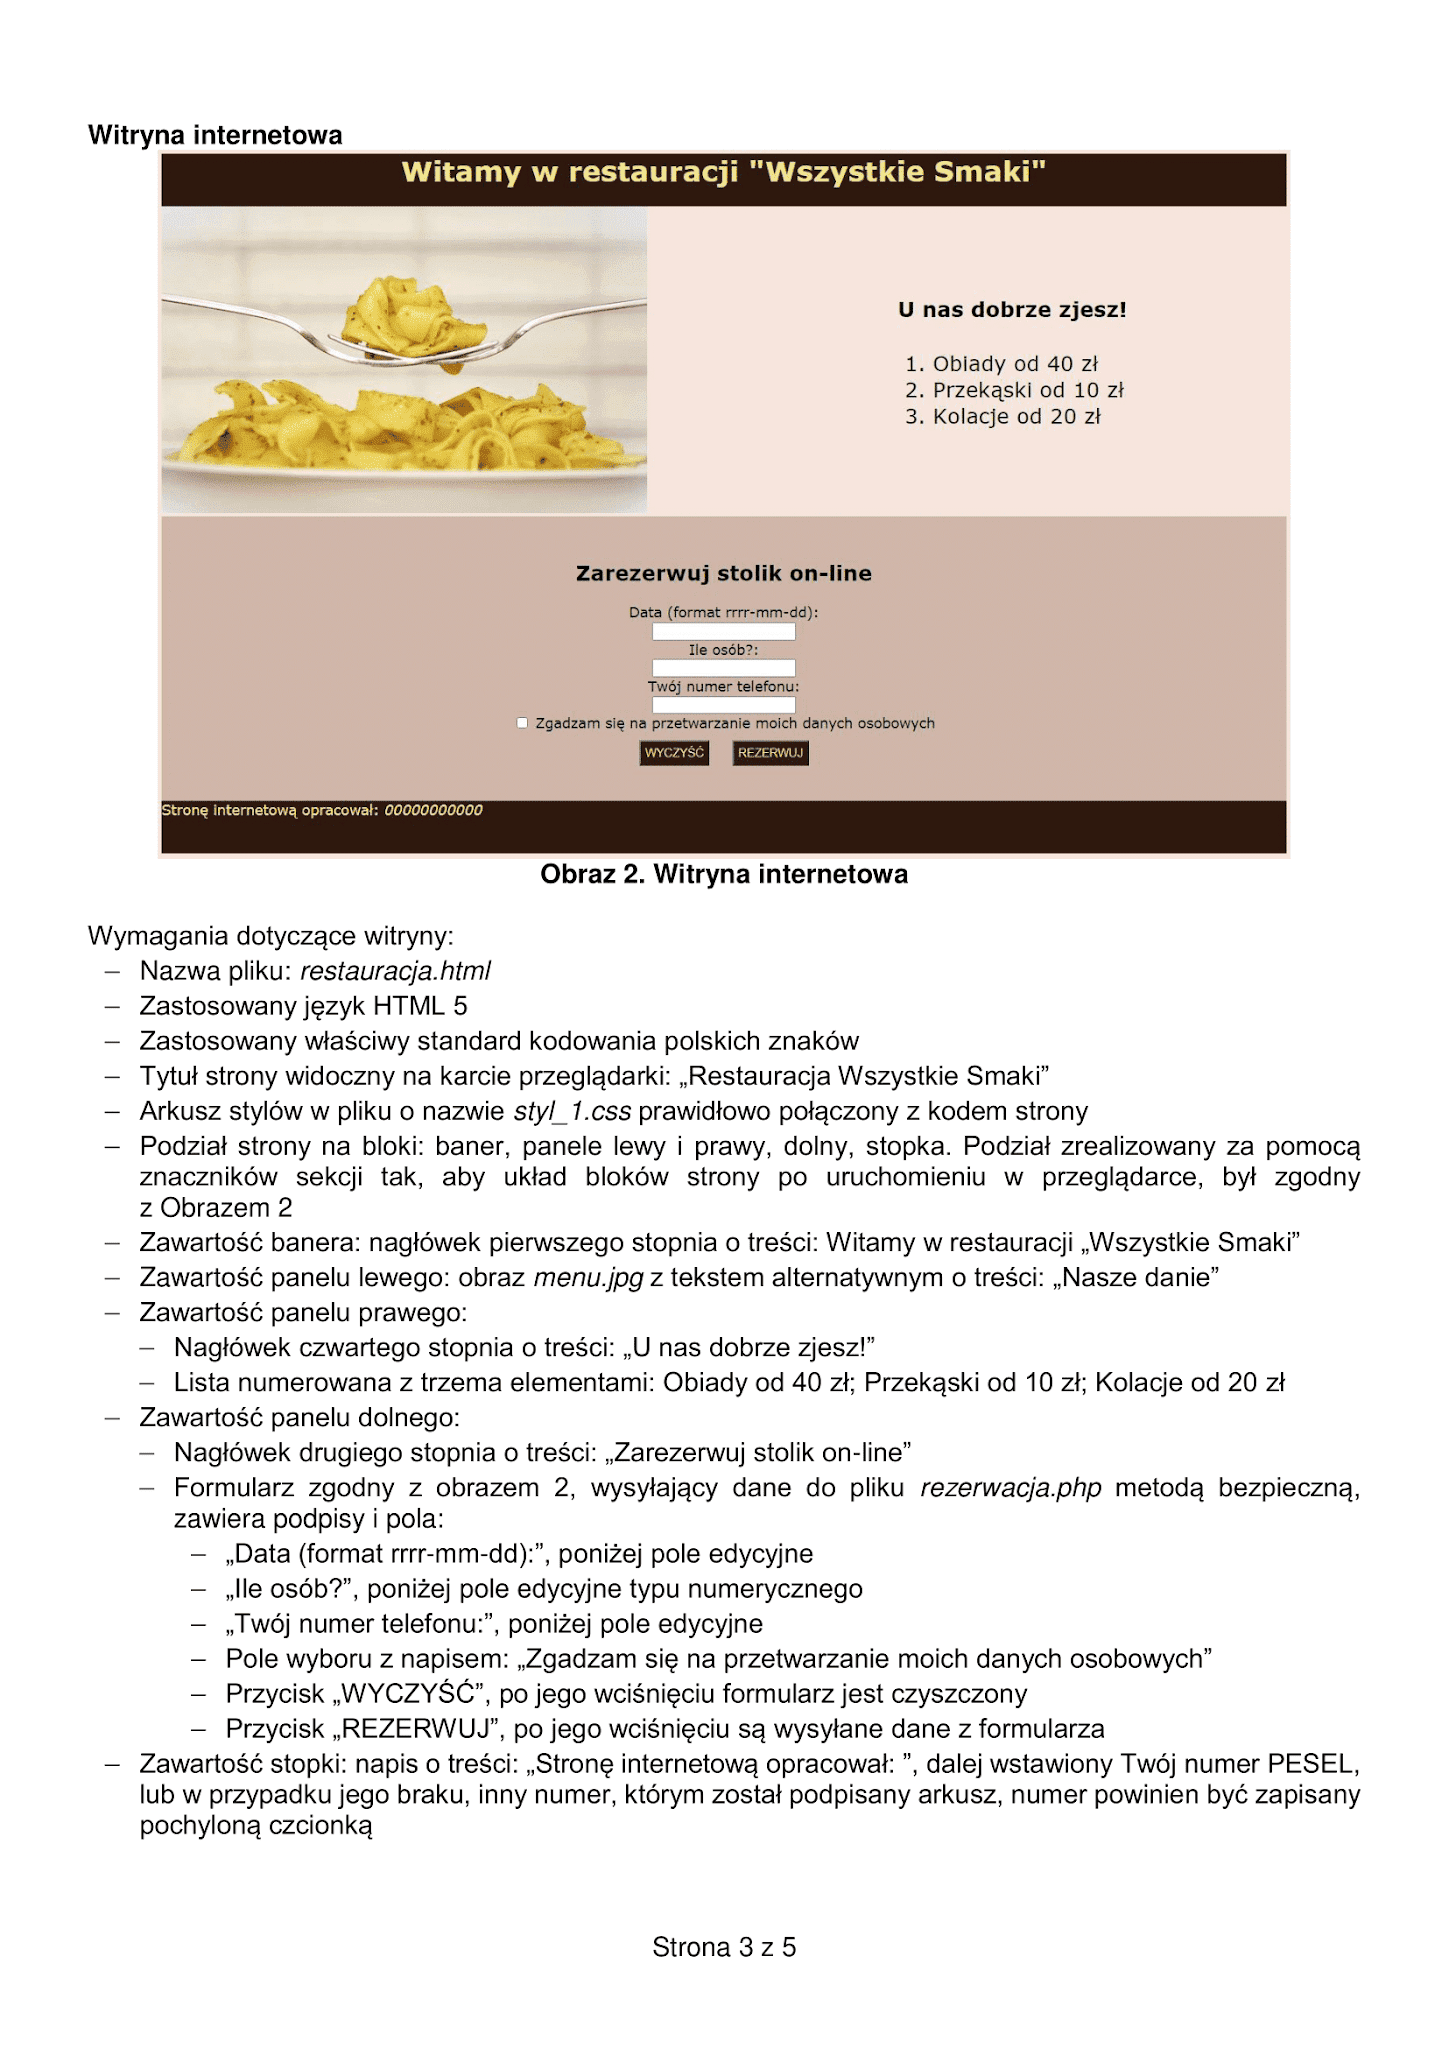 Witryna internetowa
Witamy w restauracji "Wszystkie Smaki"
U nas dobrze zjesz!
1. Obiady od 40 zł
2. Przekąski od 10 zł
3. Kolacje od 20 zł
Zarezerwuj stolik on-line
Data (format rrrr-mm-dd):
Ile osób?:
Twój numer telefonu:
Zgadzam się na przetwarzanie moich danych osobowych
WYCZYŚĆ REZERWUJ
Stronę internetową opracował: 00000000000
Obraz 2. Witryna internetowa
Wymagania dotyczące witryny:
– Nazwa pliku: restauracja.html
– Zastosowany język HTML 5
– Zastosowany właściwy standard kodowania polskich znaków
– Tytuł strony widoczny na karcie przeglądarki: „Restauracja Wszystkie Smaki”
– Arkusz stylów w pliku o nazwie styl_1.css prawidłowo połączony z kodem strony
– Podział strony na bloki: baner, panele lewy i prawy, dolny, stopka. Podział zrealizowany za pomocą
znaczników sekcji tak, aby układ bloków strony po uruchomieniu w przeglądarce, był zgodny
z Obrazem 2
– Zawartość banera: nagłówek pierwszego stopnia o treści: Witamy w restauracji „Wszystkie Smaki”
– Zawartość panelu lewego: obraz menu.jpg z tekstem alternatywnym o treści: „Nasze danie”
– Zawartość panelu prawego:
– Nagłówek czwartego stopnia o treści: „U nas dobrze zjesz!”
– Lista numerowana z trzema elementami: Obiady od 40 zł; Przekąski od 10 zł; Kolacje od 20 zł
– Zawartość panelu dolnego:
– Nagłówek drugiego stopnia o treści: „Zarezerwuj stolik on-line”
– Formularz zgodny z obrazem 2, wysyłający dane do pliku rezerwacja.php metodą bezpieczną,
zawiera podpisy i pola:
– „Data (format rrrr-mm-dd):”, poniżej pole edycyjne
– „Ile osób?”, poniżej pole edycyjne typu numerycznego
– „Twój numer telefonu:”, poniżej pole edycyjne
– Pole wyboru z napisem: „Zgadzam się na przetwarzanie moich danych osobowych”
– Przycisk „WYCZYŚĆ”, po jego wciśnięciu formularz jest czyszczony
– Przycisk „REZERWUJ”, po jego wciśnięciu są wysyłane dane z formularza
– Zawartość stopki: napis o treści: „Stronę internetową opracował: ”, dalej wstawiony Twój numer PESEL,
lub w przypadku jego braku, inny numer, którym został podpisany arkusz, numer powinien być zapisany
pochyloną czcionką
Strona 3 z 5